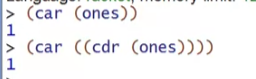 > (car (ones))
1
> (car ((cdr (ones))))
1